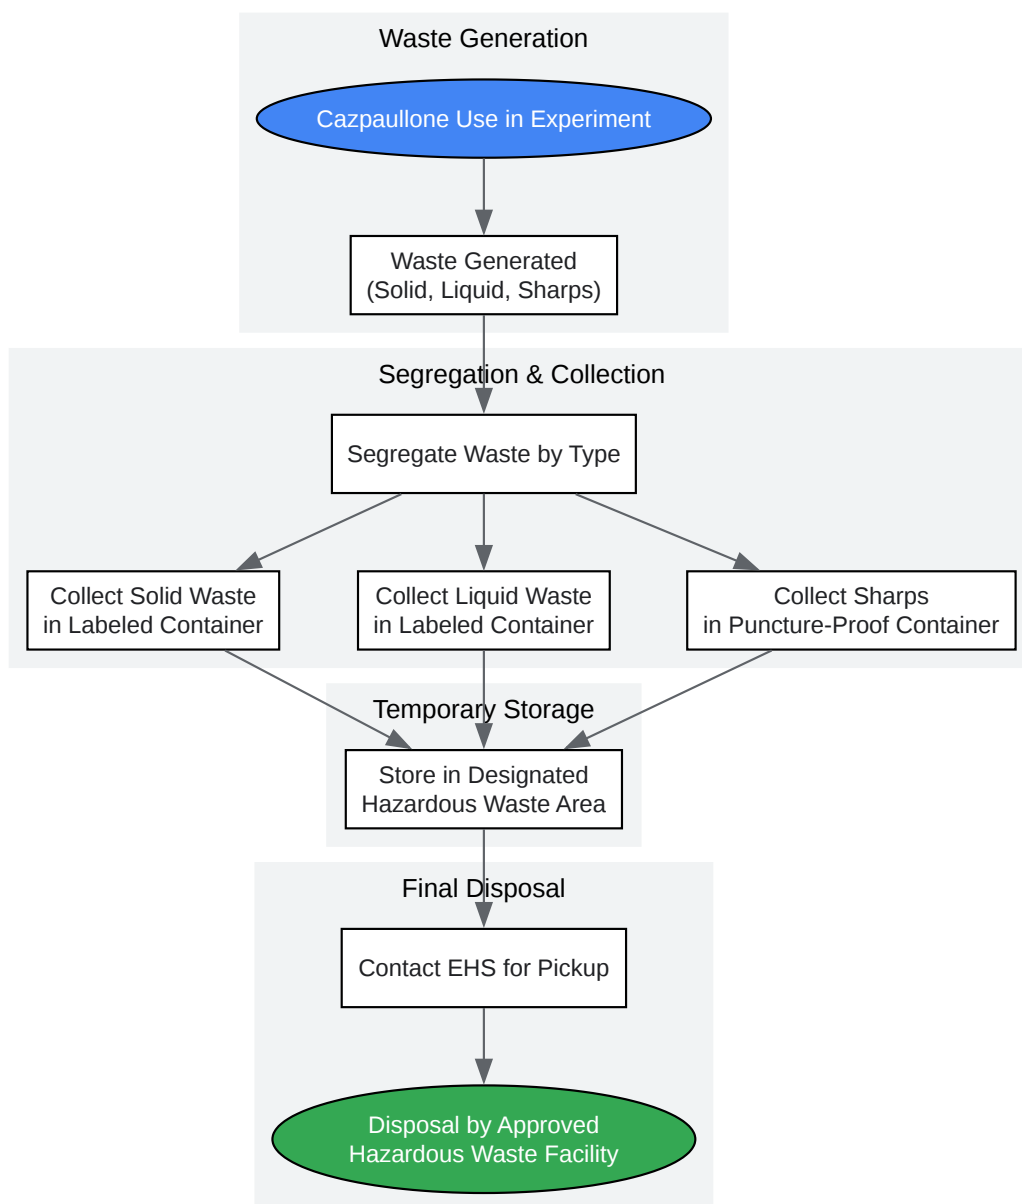 Waste Generation
Cazpaullone Use in Experiment
Waste Generated
(Solid, Liquid, Sharps)
Segregation & Collection
Segregate Waste by Type
Collect Solid Waste
in Labeled Container
Collect Liquid Waste
in Labeled Container
Collect Sharps
in Puncture-Proof Container
Temporary Storage
Store in Designated
Hazardous Waste Area
Final Disposal
Contact EHS for Pickup
Disposal by Approved
Hazardous Waste Facility